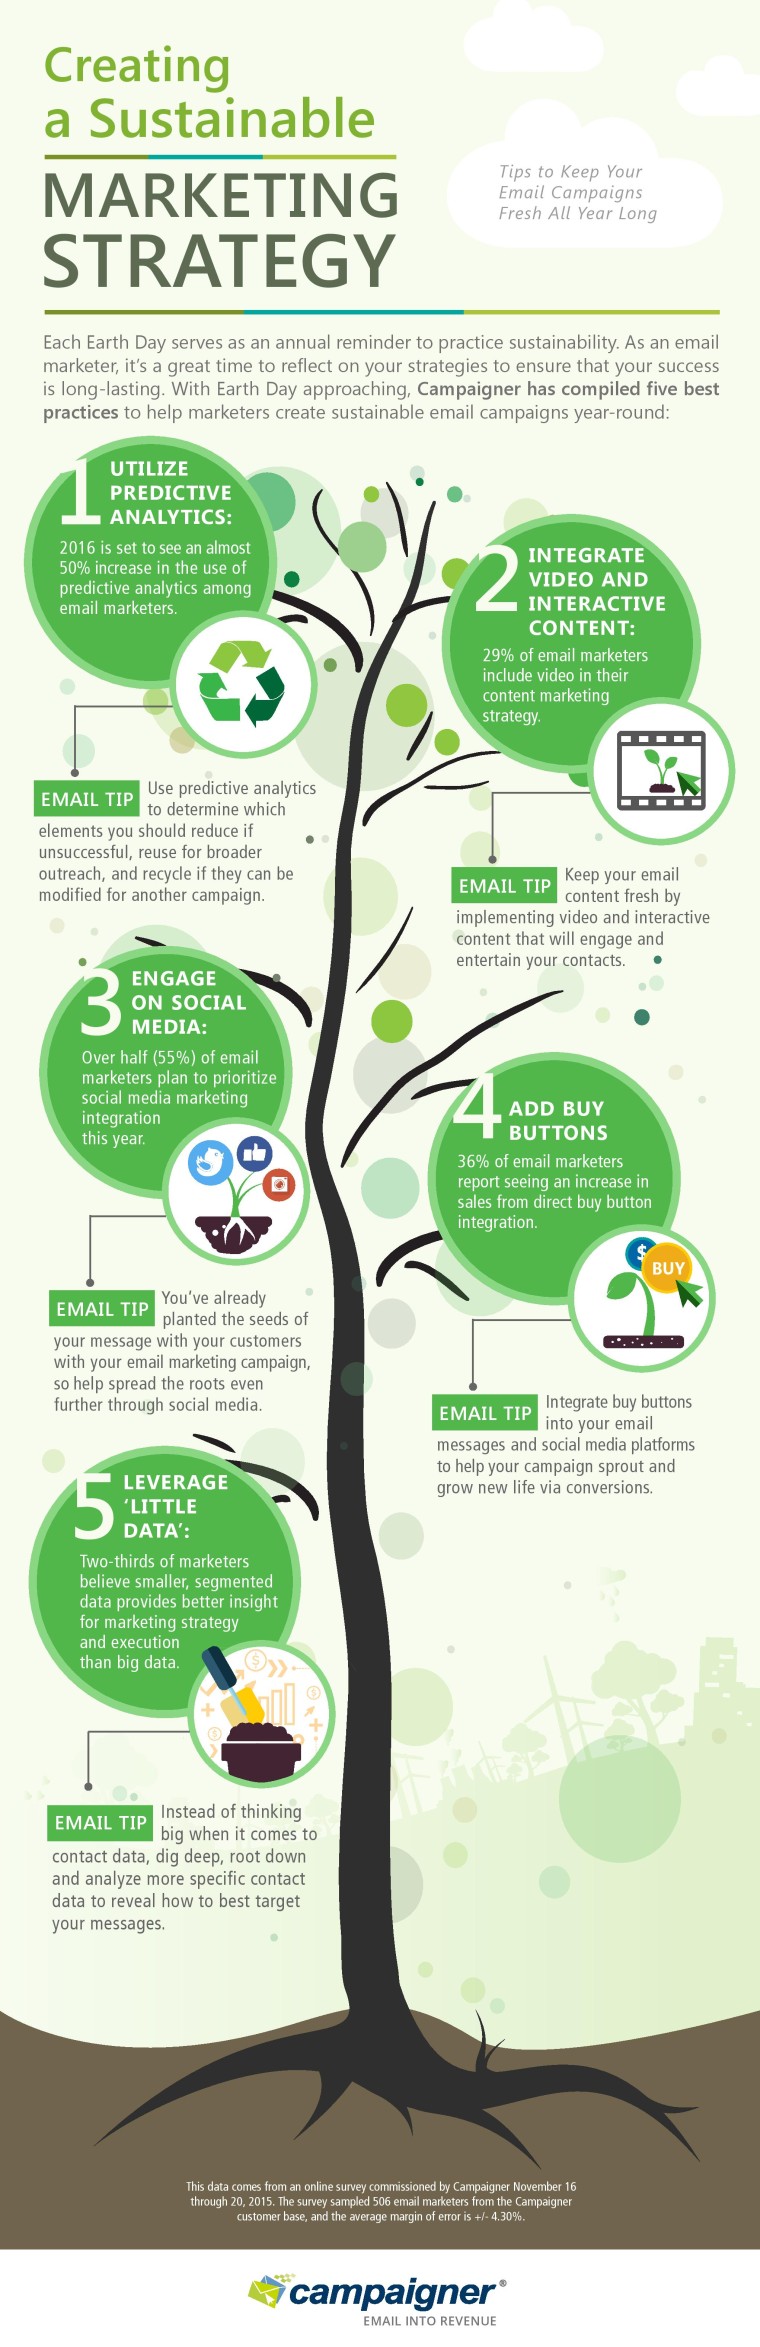 Creating
a Sustainable
MARKETING
STRATEGY
Tips to Keep Your
Email Campaigns
Fresh All Year Long
Each Earth Day serves as an annual reminder to practice sustainability. As an email
marketer, it's a great time to reflect on your strategies to ensure that your success
is long-lasting. With Earth Day approaching, Campaigner has compiled five best
practices to help marketers create sustainable email campaigns year-round:
1 UTILIZE
PREDICTIVE
ANALYTICS:
2016 is set to see an almost
50% increase in the use of
predictive analytics among
email marketers.
EMAIL TIP Use predictive analytics
to determine which
elements you should reduce if
unsuccessful, reuse for broader
outreach, and recycle if they can be
modified for another campaign.
2 INTEGRATE
VIDEO AND
INTERACTIVE
CONTENT:
29% of email marketers
include video in their
content marketing
strategy.
EMAIL TIP Keep your email
content fresh by
implementing video and interactive
content that will engage and
entertain your contacts.
3 ENGAGE
ON SOCIAL
MEDIA:
Over half (55%) of email
marketers plan to prioritize
social media marketing
integration
this year.
EMAIL TIP You've already
planted the seeds of
your message with your customers
with your email marketing campaign,
so help spread the roots even
further through social media.
4 ADD BUY
BUTTONS
36% of email marketers
report seeing an increase in
sales from direct buy button
integration.
$
BUY
EMAIL TIP Integrate buy buttons
into your email
messages and social media platforms
to help your campaign sprout and
grow new life via conversions.
5 LEVERAGE
'LITTLE
DATA':
Two-thirds of marketers
believe smaller, segmented
data provides better insight
for marketing strategy
and execution
than big data.
EMAIL TIP Instead of thinking
big when it comes to
contact data, dig deep, root down
and analyze more specific contact
data to reveal how to best target
your messages.
This data comes from an online survey commissioned by Campaigner November 16
through 20, 2015. The survey sampled 506 email marketers from the Campaigner
customer base, and the average margin of error is +/- 4.30%.
campaigner®
EMAIL INTO REVENUE